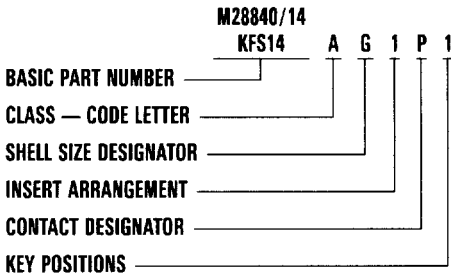 M28840/14
KFS14 A G 1 P 1
BASIC PART NUMBER
CLASS — CODE LETTER
SHELL SIZE DESIGNATOR
INSERT ARRANGEMENT
CONTACT DESIGNATOR
KEY POSITIONS